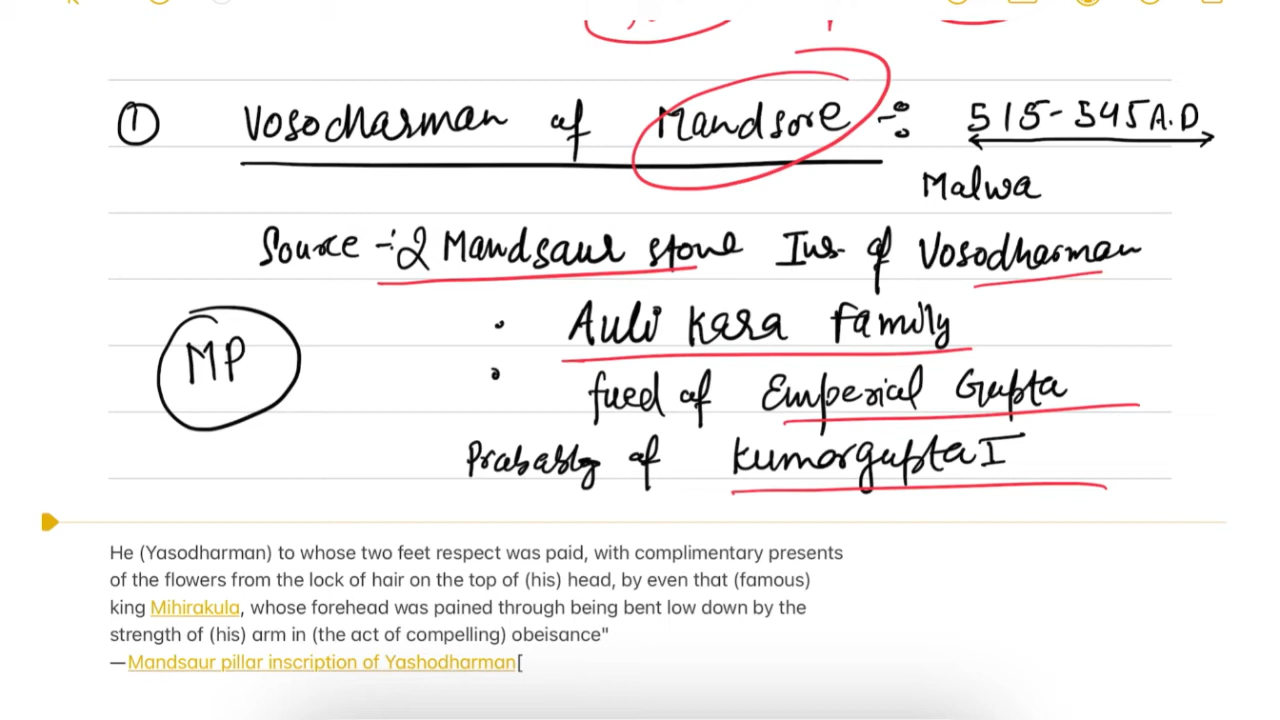 ① Vosodharman of Mandsore :- 515-545 A.D
Malwa
Source :- 2 Mandsaur stone Ins. of Vosodharman
MP
• Auli Kara family
• fued of Emperial Gupta
Probably of KumarguptaI
He (Yasodharman) to whose two feet respect was paid, with complimentary presents
of the flowers from the lock of hair on the top of (his) head, by even that (famous)
king Mihirakula, whose forehead was pained through being bent low down by the
strength of (his) arm in (the act of compelling) obeisance"
—Mandsaur pillar inscription of Yashodharman[